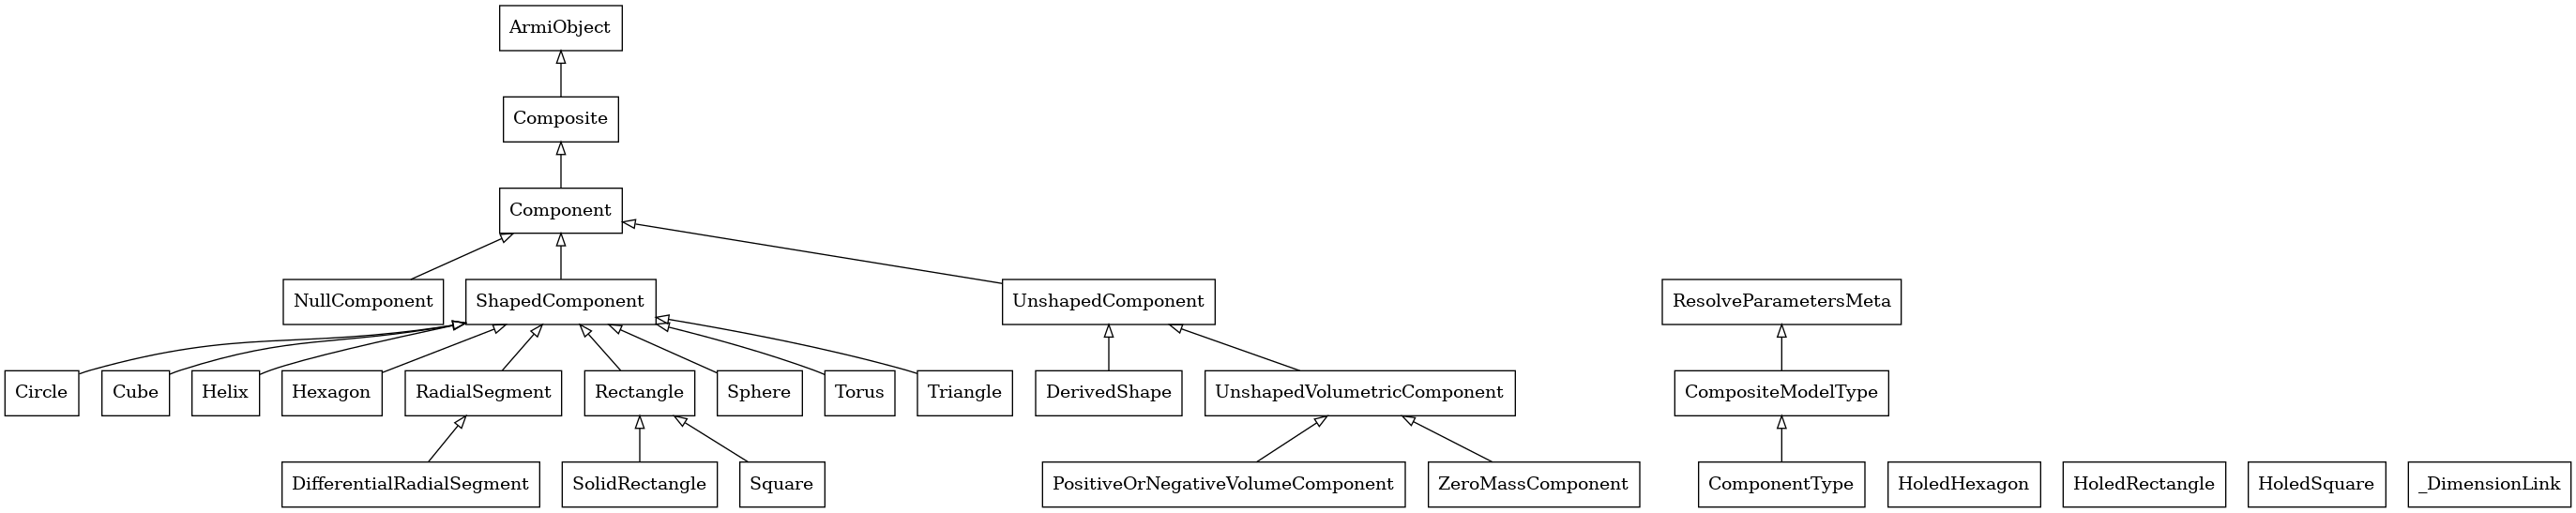 ArmiObject
Composite
Component
NullComponent
ShapedComponent
UnshapedComponent
ResolveParametersMeta
Circle
Cube
Helix
Hexagon
RadialSegment
Rectangle
Sphere
Torus
Triangle
DerivedShape
UnshapedVolumetricComponent
CompositeModelType
DifferentialRadialSegment
SolidRectangle
Square
PositiveOrNegativeVolumeComponent
ZeroMassComponent
ComponentType
HoledHexagon
HoledRectangle
HoledSquare
_DimensionLink